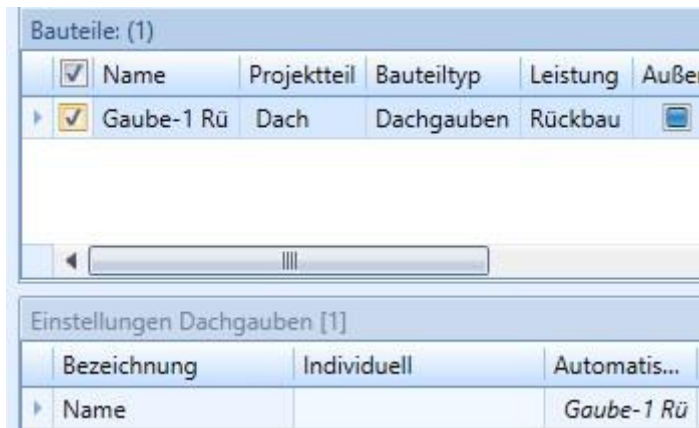 Bauteile: (1)
Name Projektteil Bauteiltyp Leistung Außer
Gaube-1 Rü Dach Dachgauben Rückbau
Einstellungen Dachgauben [1]
Bezeichnung Individuell Automatis...
Name Gaube-1 Rü